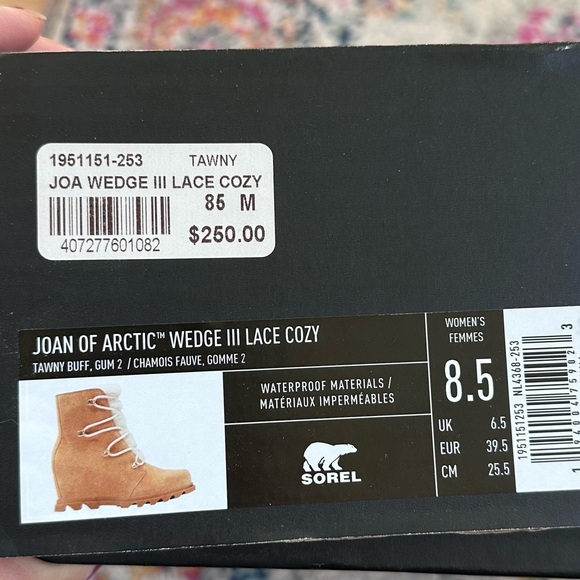 1951151-253 TAWNY
JOA WEDGE III LACE COZY
85 M
407277601082 $250.00
JOAN OF ARCTIC™ WEDGE III LACE COZY
TAWNY BUFF, GUM 2 / CHAMOIS FAUVE, GOMME 2
WATERPROOF MATERIALS /
MATÉRIAUX IMPERMÉABLES
SOREL
WOMEN'S
FEMMES
8.5
UK 6.5
EUR 39.5
CM 25.5
1951151253 NL4368-253